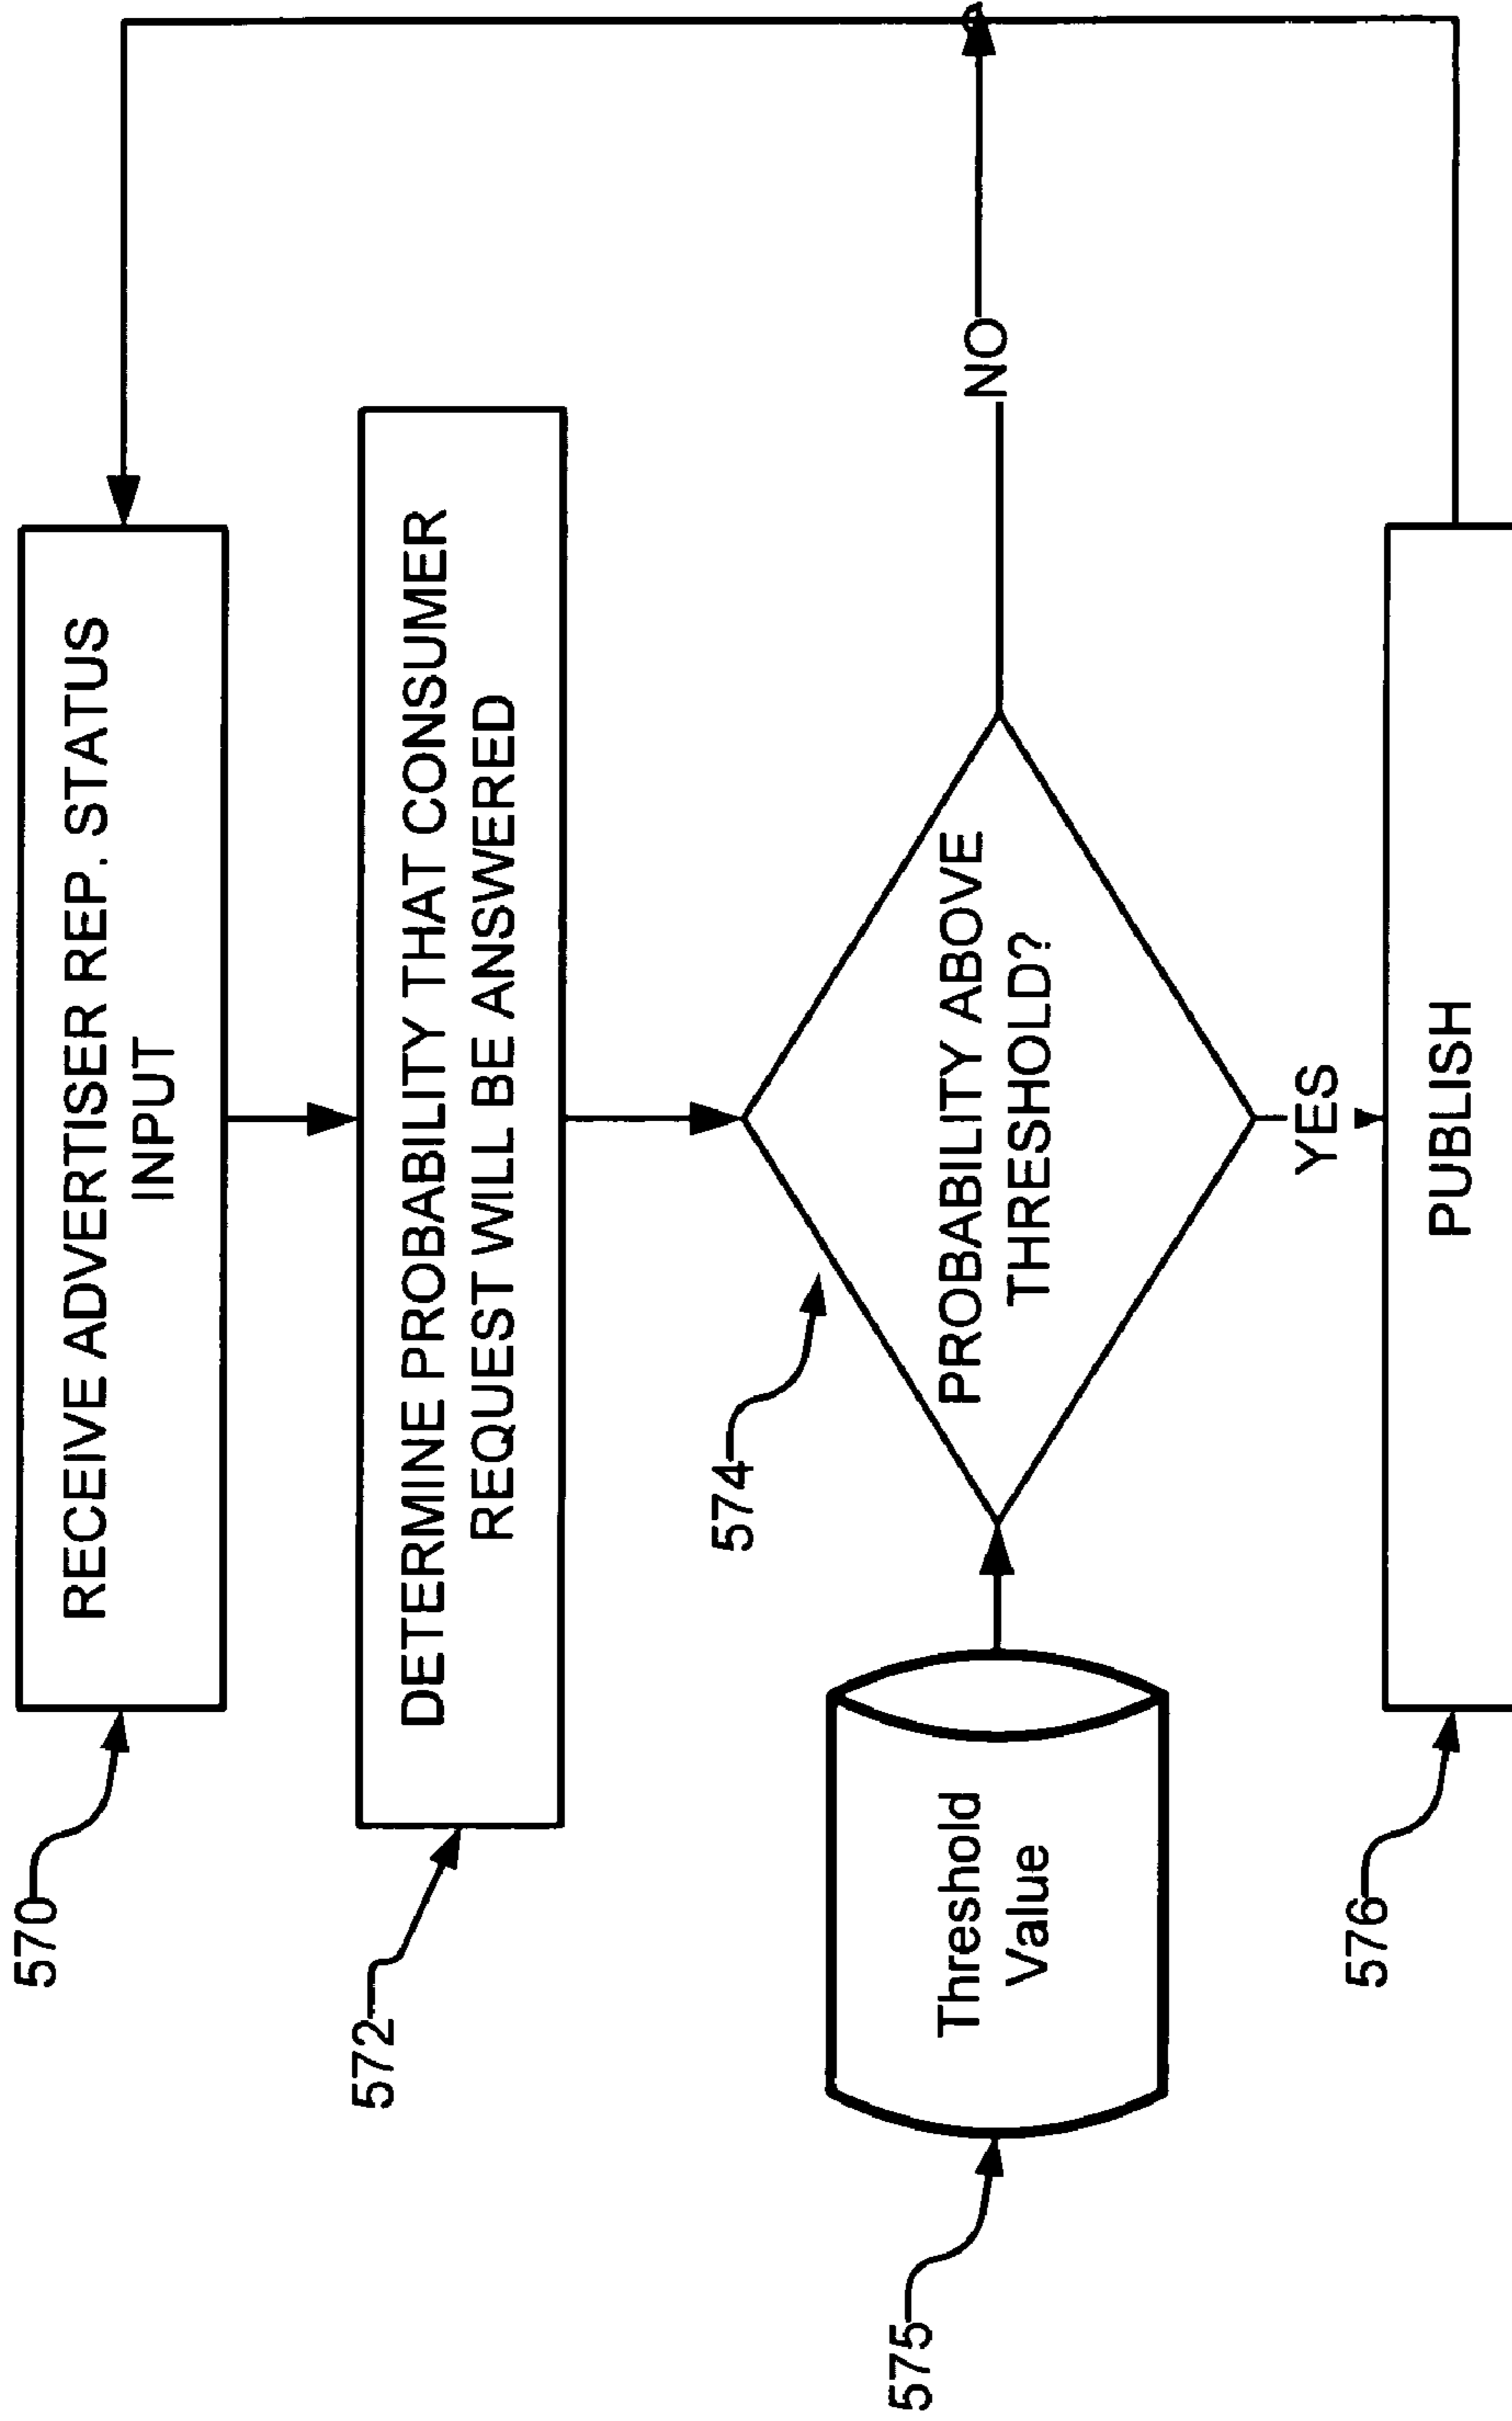 570
RECEIVE ADVERTISER REP. STATUS
INPUT
572
DETERMINE PROBABILITY THAT CONSUMER
REQUEST WILL BE ANSWERED
574
PROBABILITY ABOVE
THRESHOLD?
NO
575
Threshold
Value
YES
576
PUBLISH